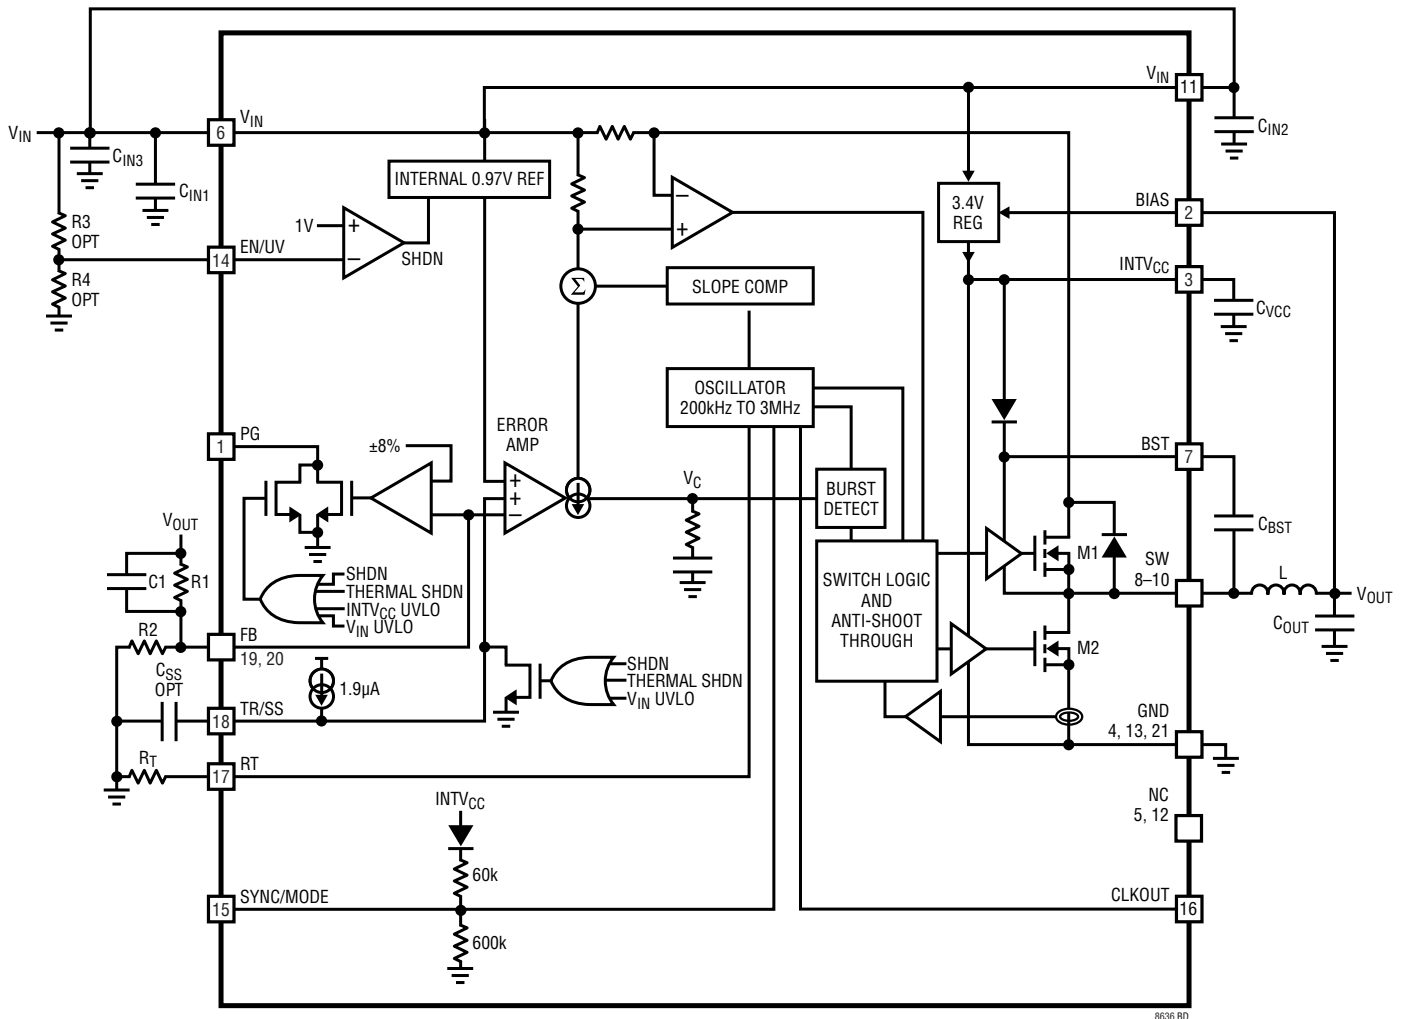 VIN
6
VIN
VIN
11
CIN3
CIN1
CIN2
INTERNAL 0.97V REF
R3
OPT
1V
+
–
SHDN
14
EN/UV
R4
OPT
–
+
3.4V
REG
BIAS
2
Σ
SLOPE COMP
INTVCC
3
CVCC
OSCILLATOR
200kHz TO 3MHz
1
PG
±8%
ERROR
AMP
+
+
–
VC
BURST
DETECT
BST
7
CBST
VOUT
C1
R1
SHDN
THERMAL SHDN
INTVCC UVLO
VIN UVLO
SWITCH LOGIC
AND
ANTI-SHOOT
THROUGH
M1
SW
8–10
L
VOUT
COUT
R2
FB
19, 20
M2
CSS
OPT
1.9µA
SHDN
THERMAL SHDN
VIN UVLO
18
TR/SS
GND
4, 13, 21
RT
17
RT
NC
5, 12
INTVCC
60k
15
SYNC/MODE
600k
CLKOUT
16
8636 BD